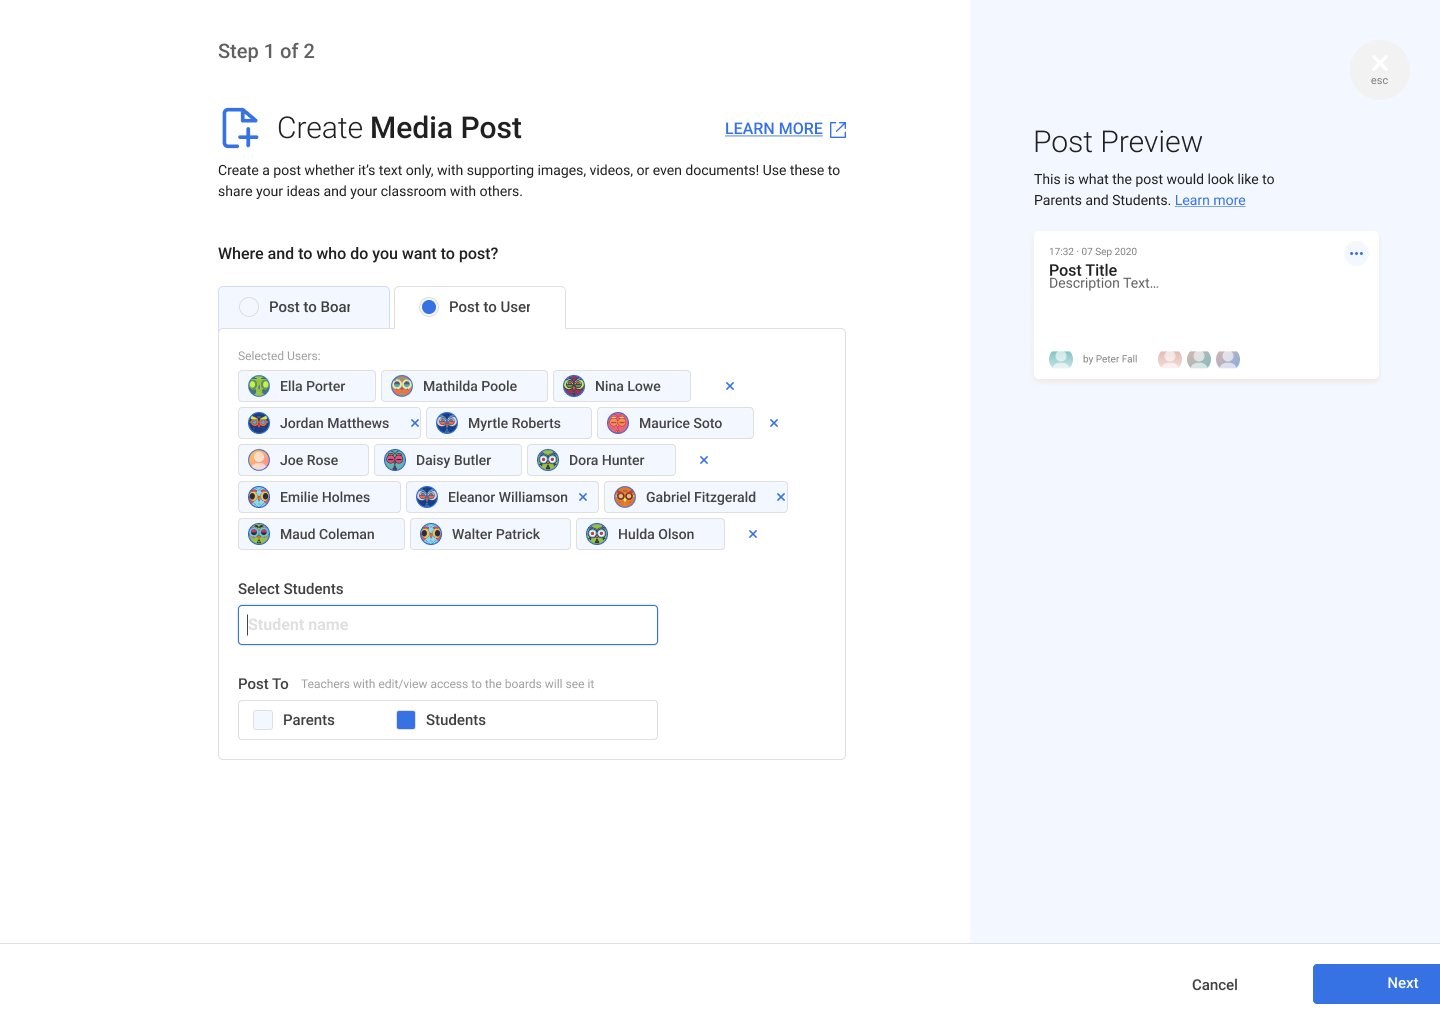 Step 1 of 2
esc
Create Media Post
LEARN MORE
Create a post whether it's text only, with supporting images, videos, or even documents! Use these to
share your ideas and your classroom with others.
Where and to who do you want to post?
Post to Boar
Post to User
Selected Users:
Ella Porter
Mathilda Poole
Nina Lowe
Jordan Matthews
Myrtle Roberts
Maurice Soto
Joe Rose
Daisy Butler
Dora Hunter
Emilie Holmes
Eleanor Williamson
Gabriel Fitzgerald
Maud Coleman
Walter Patrick
Hulda Olson
Select Students
Student name
Post To
Teachers with edit/view access to the boards will see it
Parents
Students
Post Preview
This is what the post would look like to
Parents and Students. Learn more
17:32 · 07 Sep 2020
Post Title
Description Text...
by Peter Fall
Cancel
Next